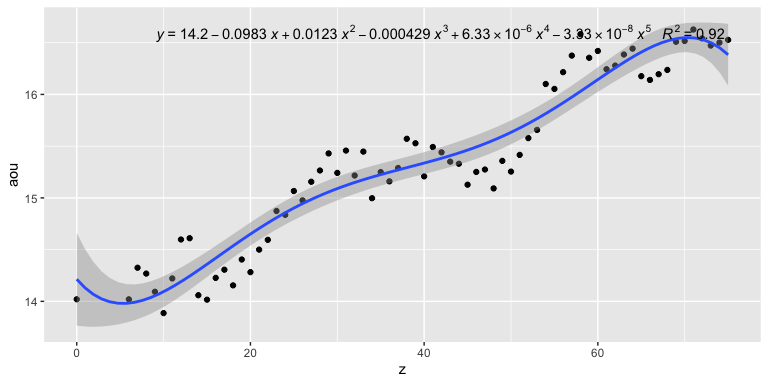 y = 14.2 − 0.0983 x + 0.0123 x² − 0.000429 x³ + 6.33 × 10⁻⁶ x⁴ − 3.33 × 10⁻⁸ x⁵ R² = 0.92
16
15
14
aou
0 20 40 60
z